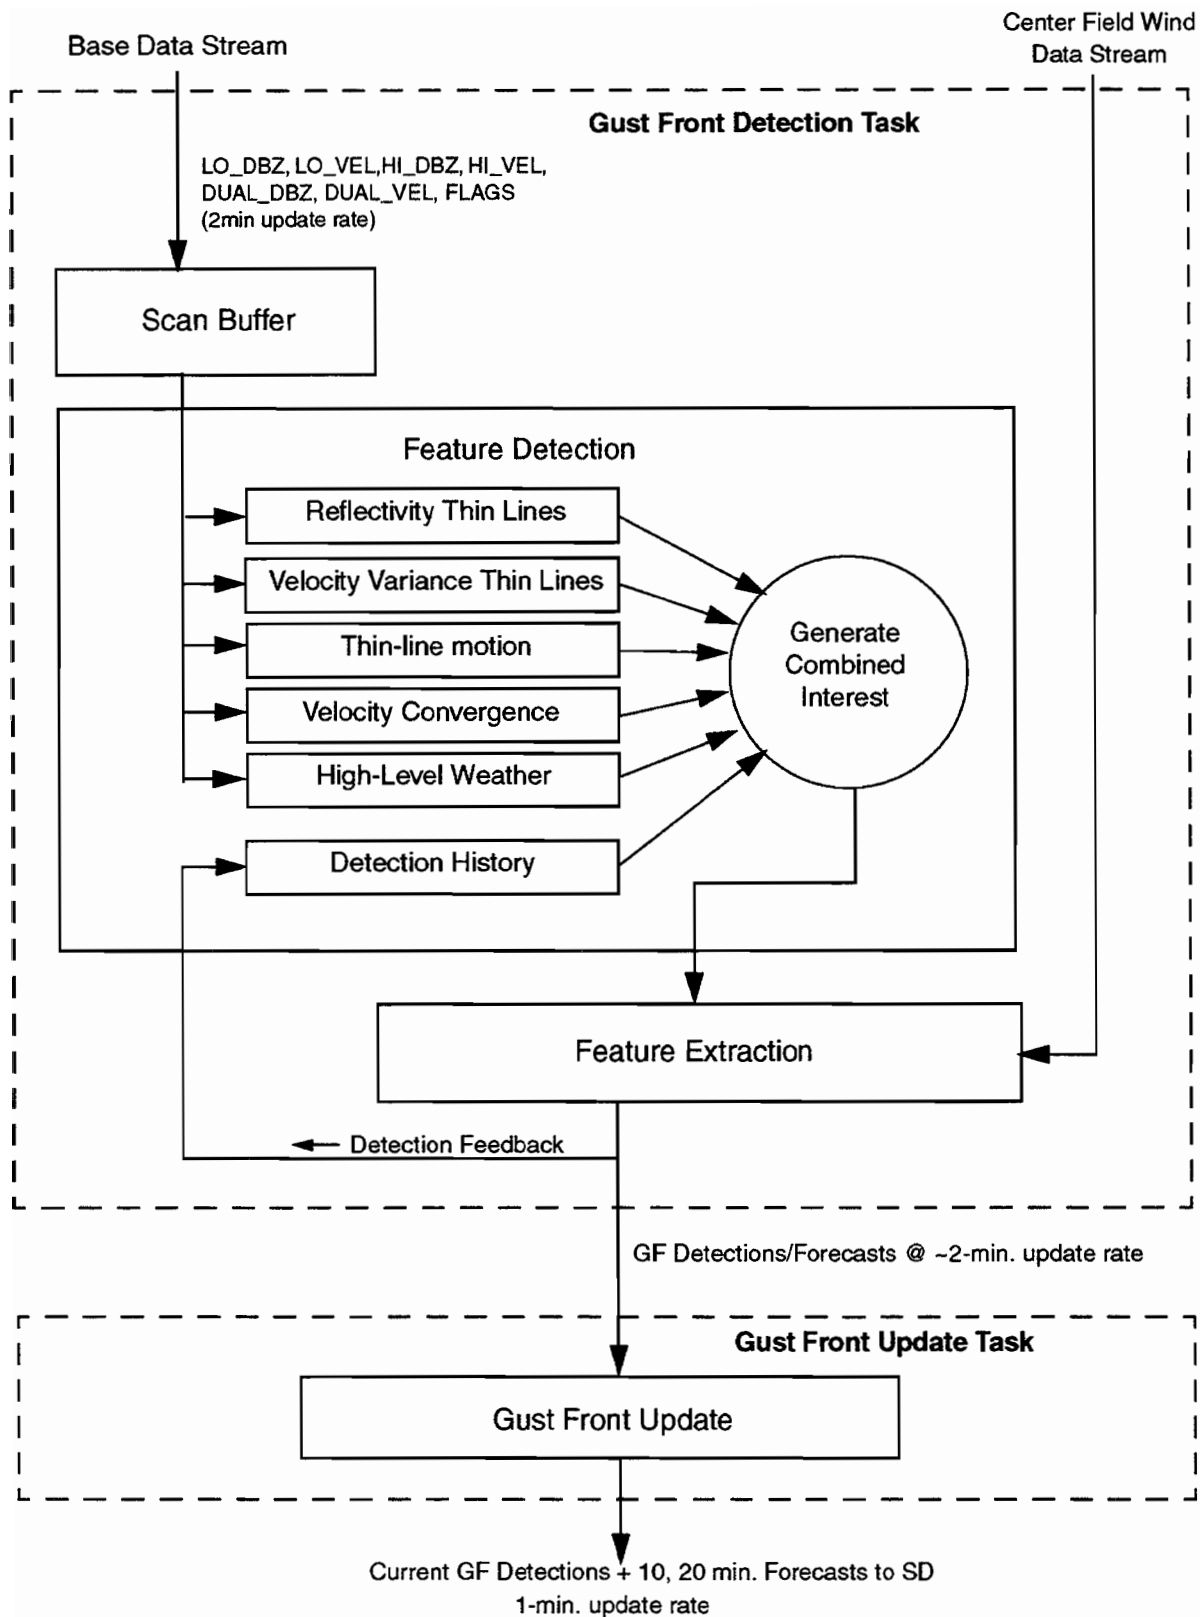 Base Data Stream
Center Field Wind
Data Stream
Gust Front Detection Task
LO_DBZ, LO_VEL,HI_DBZ, HI_VEL,
DUAL_DBZ, DUAL_VEL, FLAGS
(2min update rate)
Scan Buffer
Feature Detection
Reflectivity Thin Lines
Velocity Variance Thin Lines
Thin-line motion
Velocity Convergence
High-Level Weather
Detection History
Generate
Combined
Interest
Feature Extraction
Detection Feedback
GF Detections/Forecasts @ ~2-min. update rate
Gust Front Update Task
Gust Front Update
Current GF Detections + 10, 20 min. Forecasts to SD
1-min. update rate